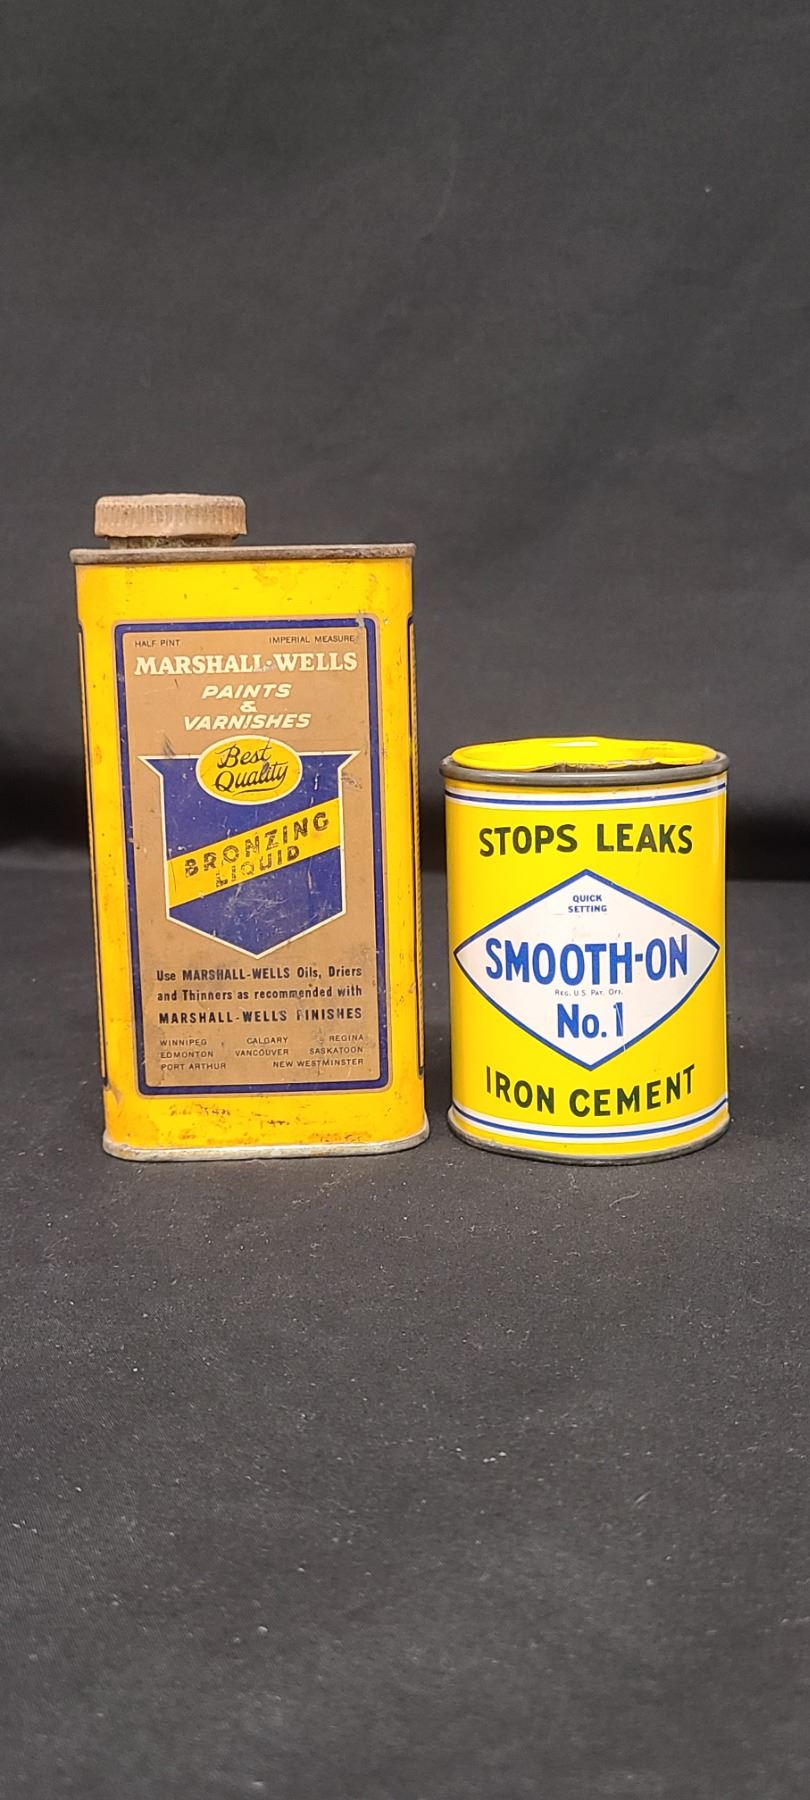 HALF PINT IMPERIAL MEASURE
MARSHALL-WELLS
PAINTS
&
VARNISHES
Best
Quality
BRONZING
LIQUID
Use MARSHALL-WELLS Oils, Driers
and Thinners as recommended with
MARSHALL-WELLS FINISHES
WINNIPEG CALGARY REGINA
EDMONTON VANCOUVER SASKATOON
PORT ARTHUR NEW WESTMINSTER
STOPS LEAKS
QUICK
SETTING
SMOOTH-ON
REG. U.S. PAT. OFF.
No.1
IRON CEMENT